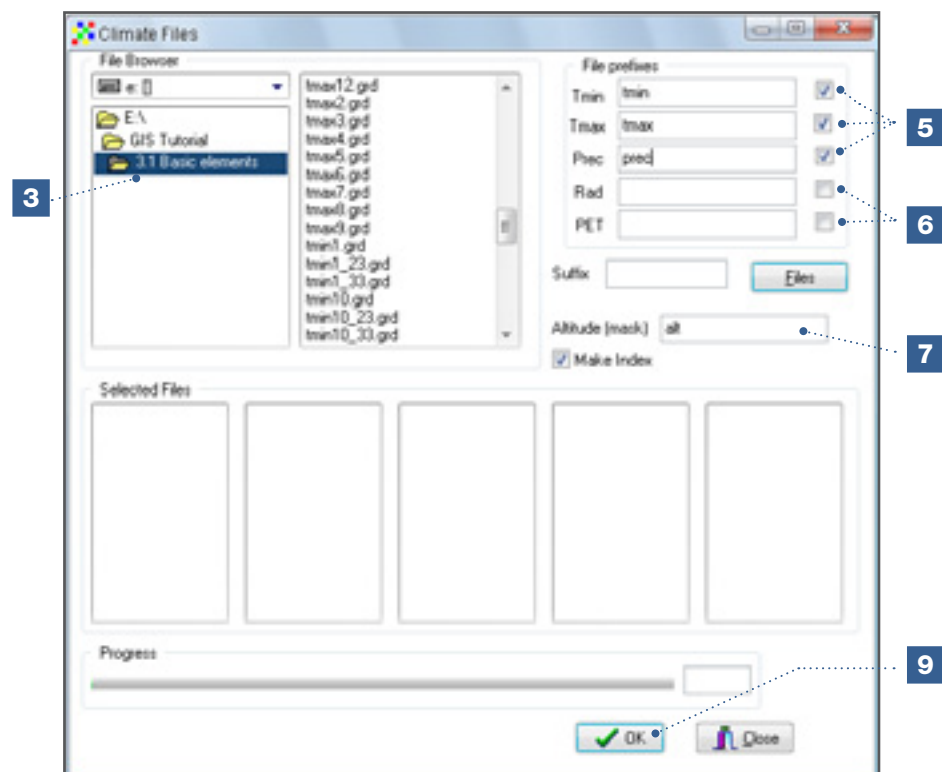 Climate Files
File Browser
e: []
E:\
GIS Tutorial
3.1 Basic elements
tmax12.grd
tmax2.grd
tmax3.grd
tmax4.grd
tmax5.grd
tmax6.grd
tmax7.grd
tmax8.grd
tmax9.grd
tmin1.grd
tmin1_23.grd
tmin1_33.grd
tmin10.grd
tmin10_23.grd
tmin10_33.grd
File prefixes
Tmin tmin
Tmax tmax
Prec prec
Rad
PET
Suffix
Files
Altitude (mask) alt
Make Index
Selected Files
Progress
OK
Close
3
5
6
7
9